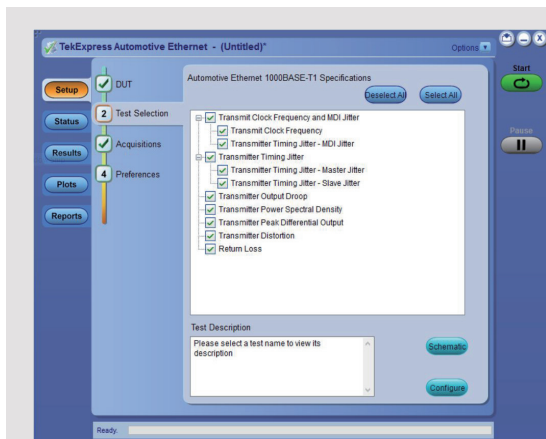 TekExpress Automotive Ethernet - (Untitled)*
Options
Start
Pause
Setup
Status
Results
Plots
Reports
DUT
2 Test Selection
Acquisitions
4 Preferences
Automotive Ethernet 1000BASE-T1 Specifications
Deselect All
Select All
Transmit Clock Frequency and MDI Jitter
Transmit Clock Frequency
Transmitter Timing Jitter - MDI Jitter
Transmitter Timing Jitter
Transmitter Timing Jitter - Master Jitter
Transmitter Timing Jitter - Slave Jitter
Transmitter Output Droop
Transmitter Power Spectral Density
Transmitter Peak Differential Output
Transmitter Distortion
Return Loss
Test Description
Please select a test name to view its
description
Schematic
Configure
Ready.